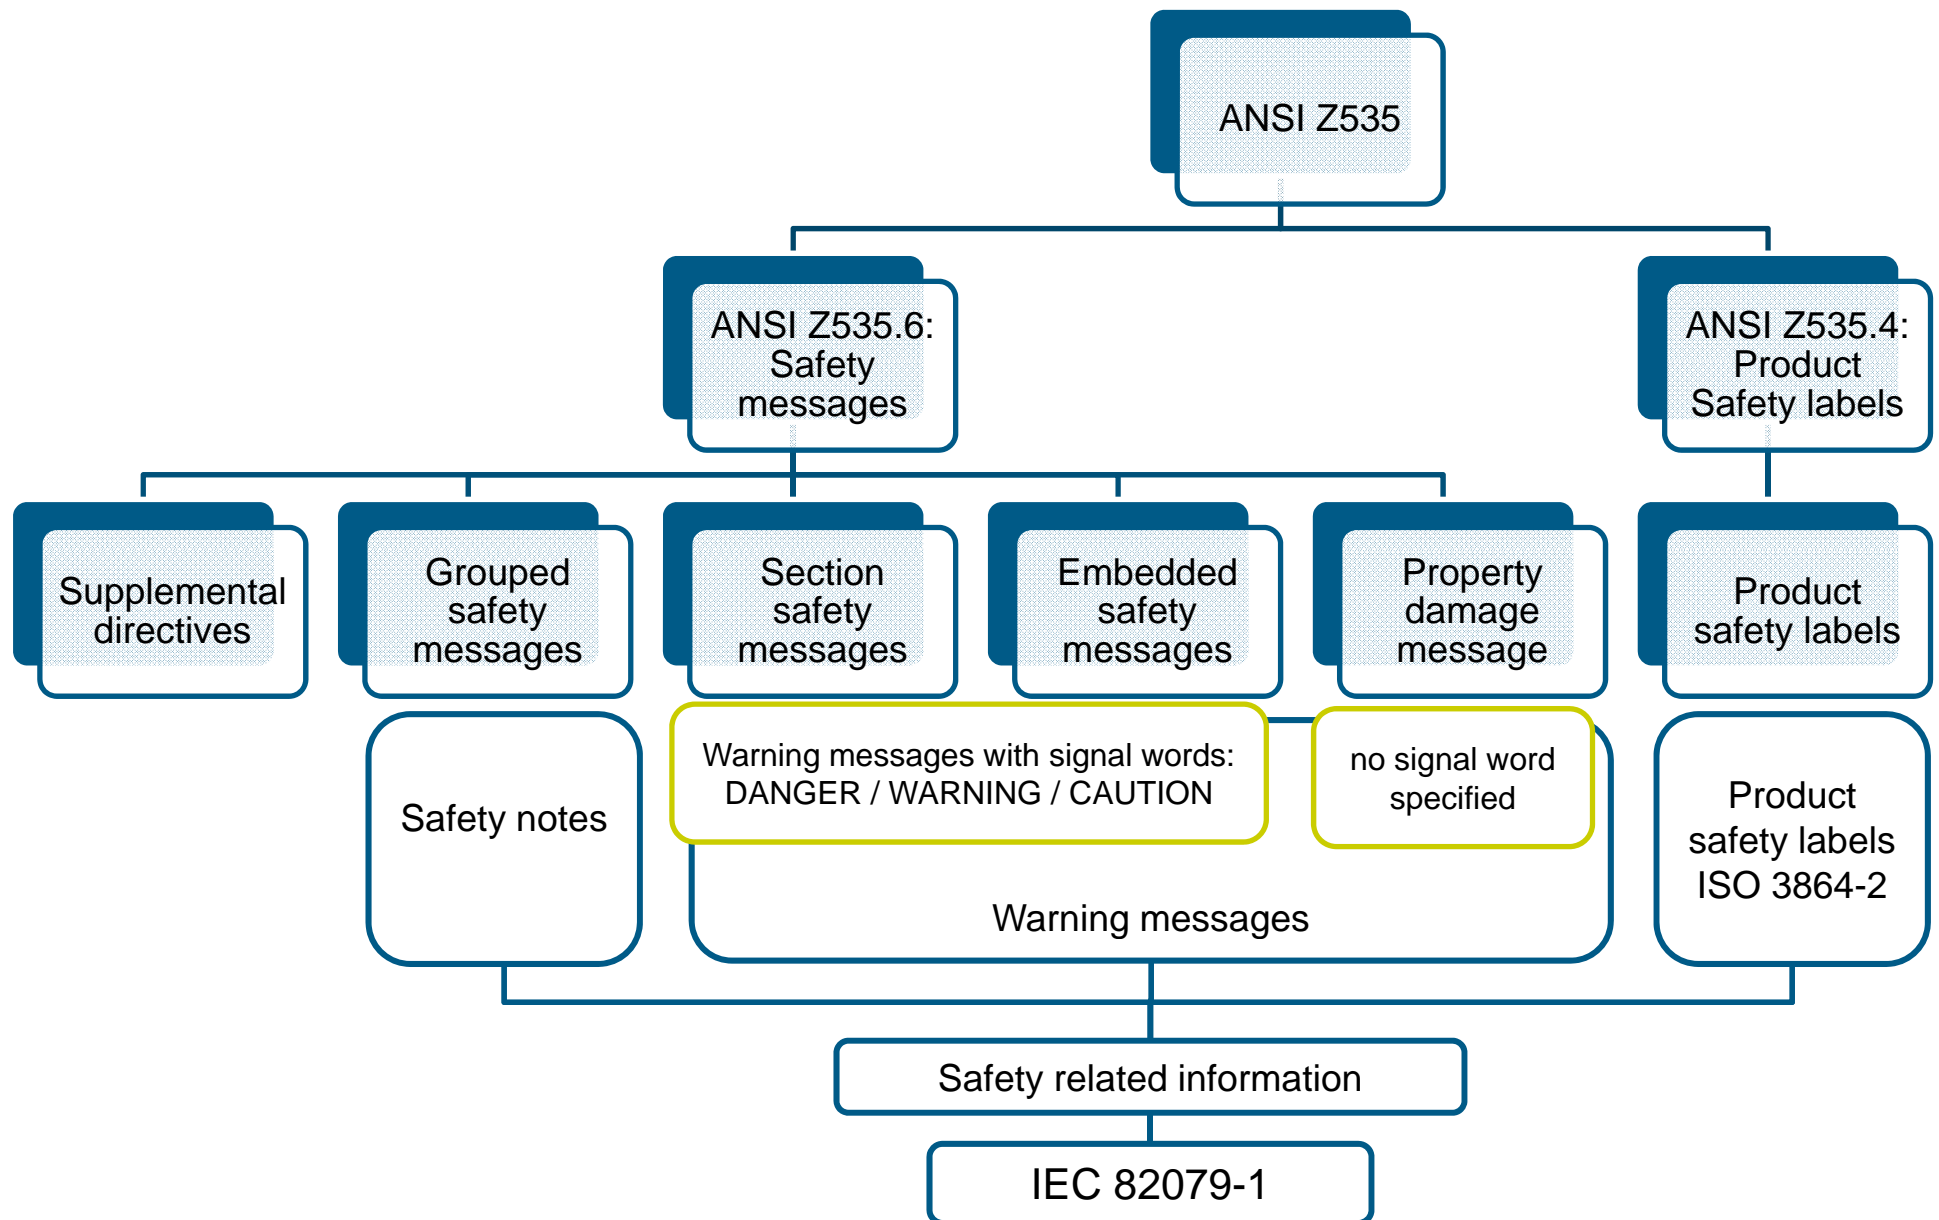 ANSI Z535
ANSI Z535.6:
Safety
messages
ANSI Z535.4:
Product
Safety labels
Supplemental
directives
Grouped
safety
messages
Section
safety
messages
Embedded
safety
messages
Property
damage
message
Product
safety labels
Safety notes
Warning messages with signal words:
DANGER / WARNING / CAUTION
no signal word
specified
Warning messages
Product
safety labels
ISO 3864-2
Safety related information
IEC 82079-1